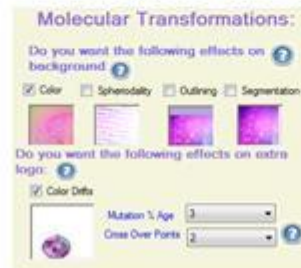 Molecular Transformations:
Do you want the following effects on
background
Color Spherodality Outlining Segmentation
Do you want the following effects on extra
logo:
Color Drifts
Mutation % Age 3
Cross Over Points 2